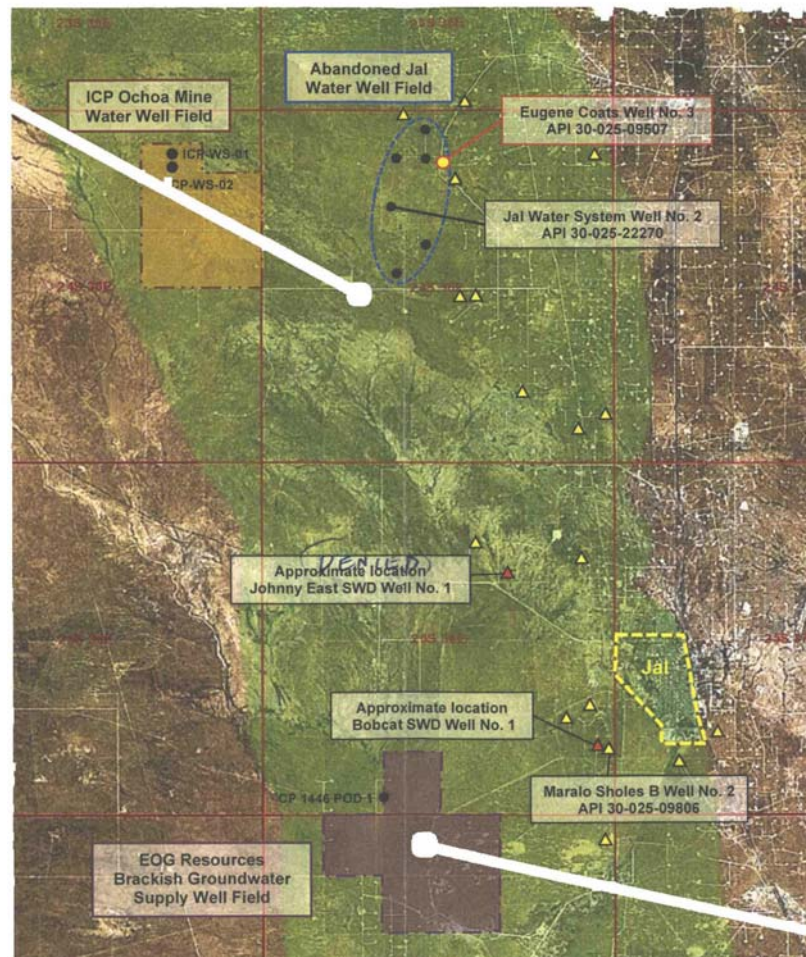 ICP Ochoa Mine
Water Well Field
Abandoned Jal
Water Well Field
Eugene Coats Well No. 3
API 30-025-09507
ICP-WS-01
CP-WS-02
Jal Water System Well No. 2
API 30-025-22270
DENIED
Approximate location
Johnny East SWD Well No. 1
Jal
Approximate location
Bobcat SWD Well No. 1
CP 1446 POD-1
Maralo Sholes B Well No. 2
API 30-025-09806
EOG Resources
Brackish Groundwater
Supply Well Field